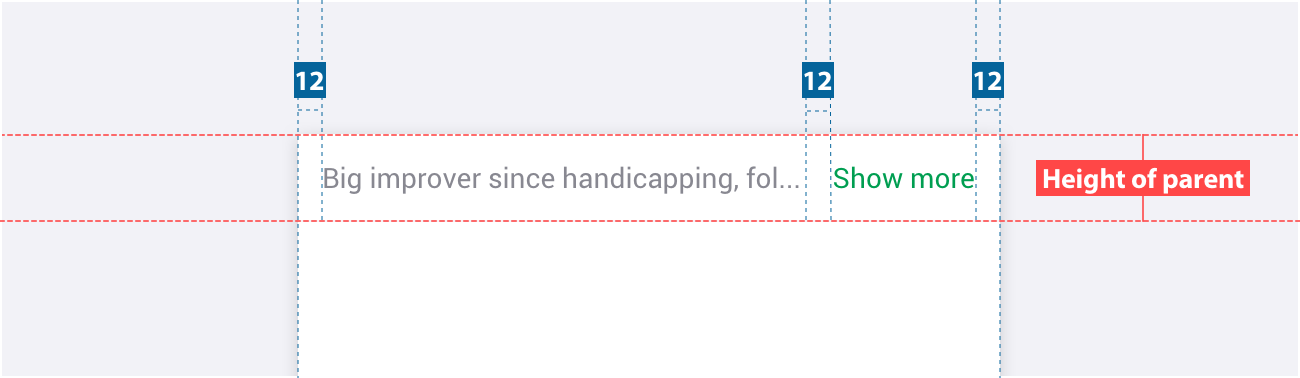 12 12 12
Big improver since handicapping, fol... Show more Height of parent